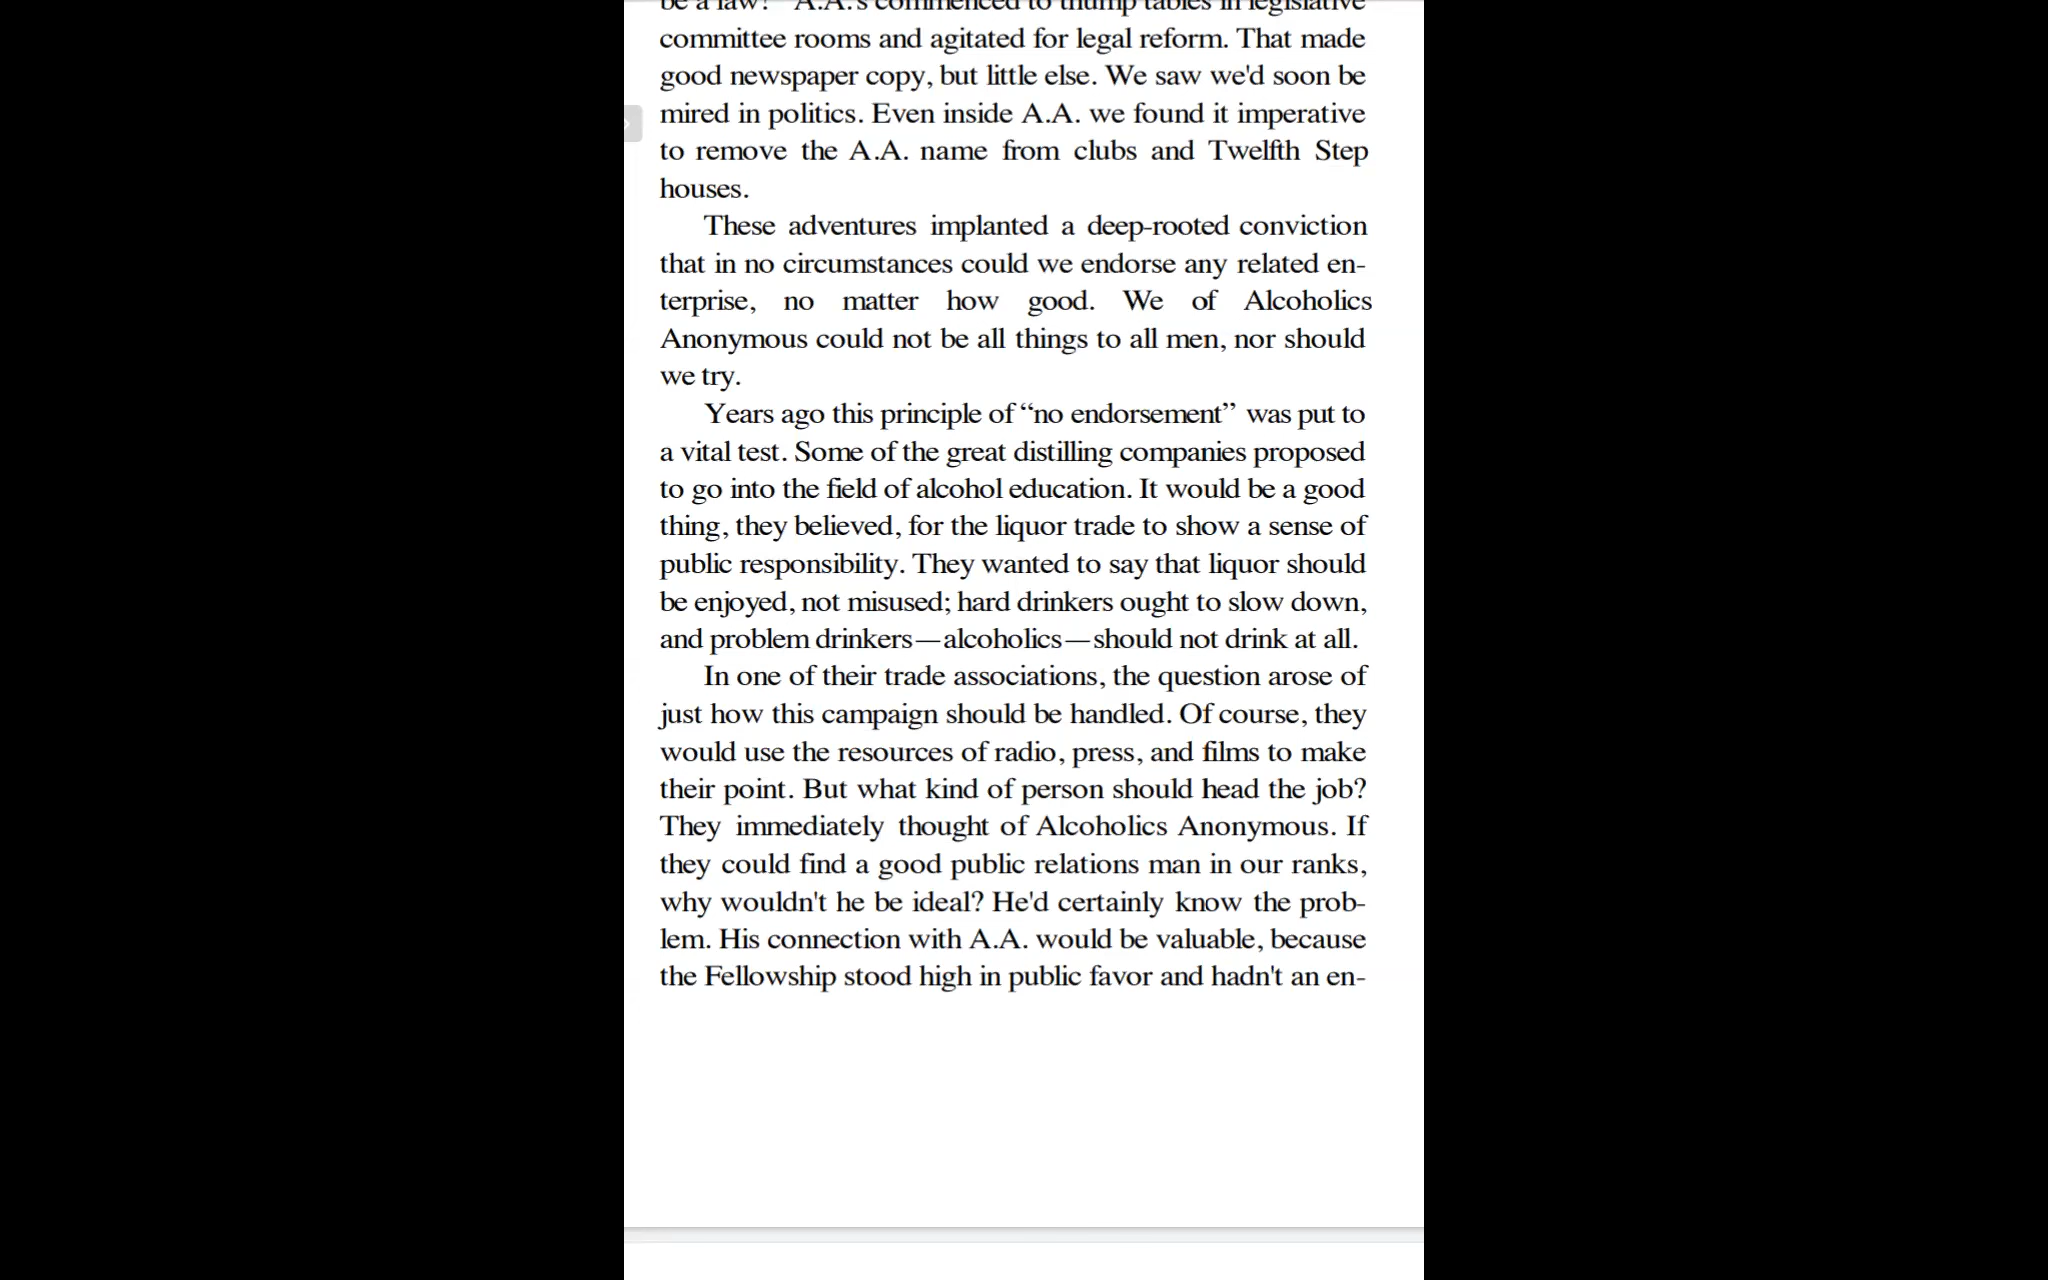 be a law?" A.A.'s commenced to thump tables in legislative
committee rooms and agitated for legal reform. That made
good newspaper copy, but little else. We saw we'd soon be
mired in politics. Even inside A.A. we found it imperative
to remove the A.A. name from clubs and Twelfth Step
houses.
These adventures implanted a deep-rooted conviction
that in no circumstances could we endorse any related en-
terprise, no matter how good. We of Alcoholics
Anonymous could not be all things to all men, nor should
we try.
Years ago this principle of “no endorsement” was put to
a vital test. Some of the great distilling companies proposed
to go into the field of alcohol education. It would be a good
thing, they believed, for the liquor trade to show a sense of
public responsibility. They wanted to say that liquor should
be enjoyed, not misused; hard drinkers ought to slow down,
and problem drinkers—alcoholics—should not drink at all.
In one of their trade associations, the question arose of
just how this campaign should be handled. Of course, they
would use the resources of radio, press, and films to make
their point. But what kind of person should head the job?
They immediately thought of Alcoholics Anonymous. If
they could find a good public relations man in our ranks,
why wouldn't he be ideal? He'd certainly know the prob-
lem. His connection with A.A. would be valuable, because
the Fellowship stood high in public favor and hadn't an en-